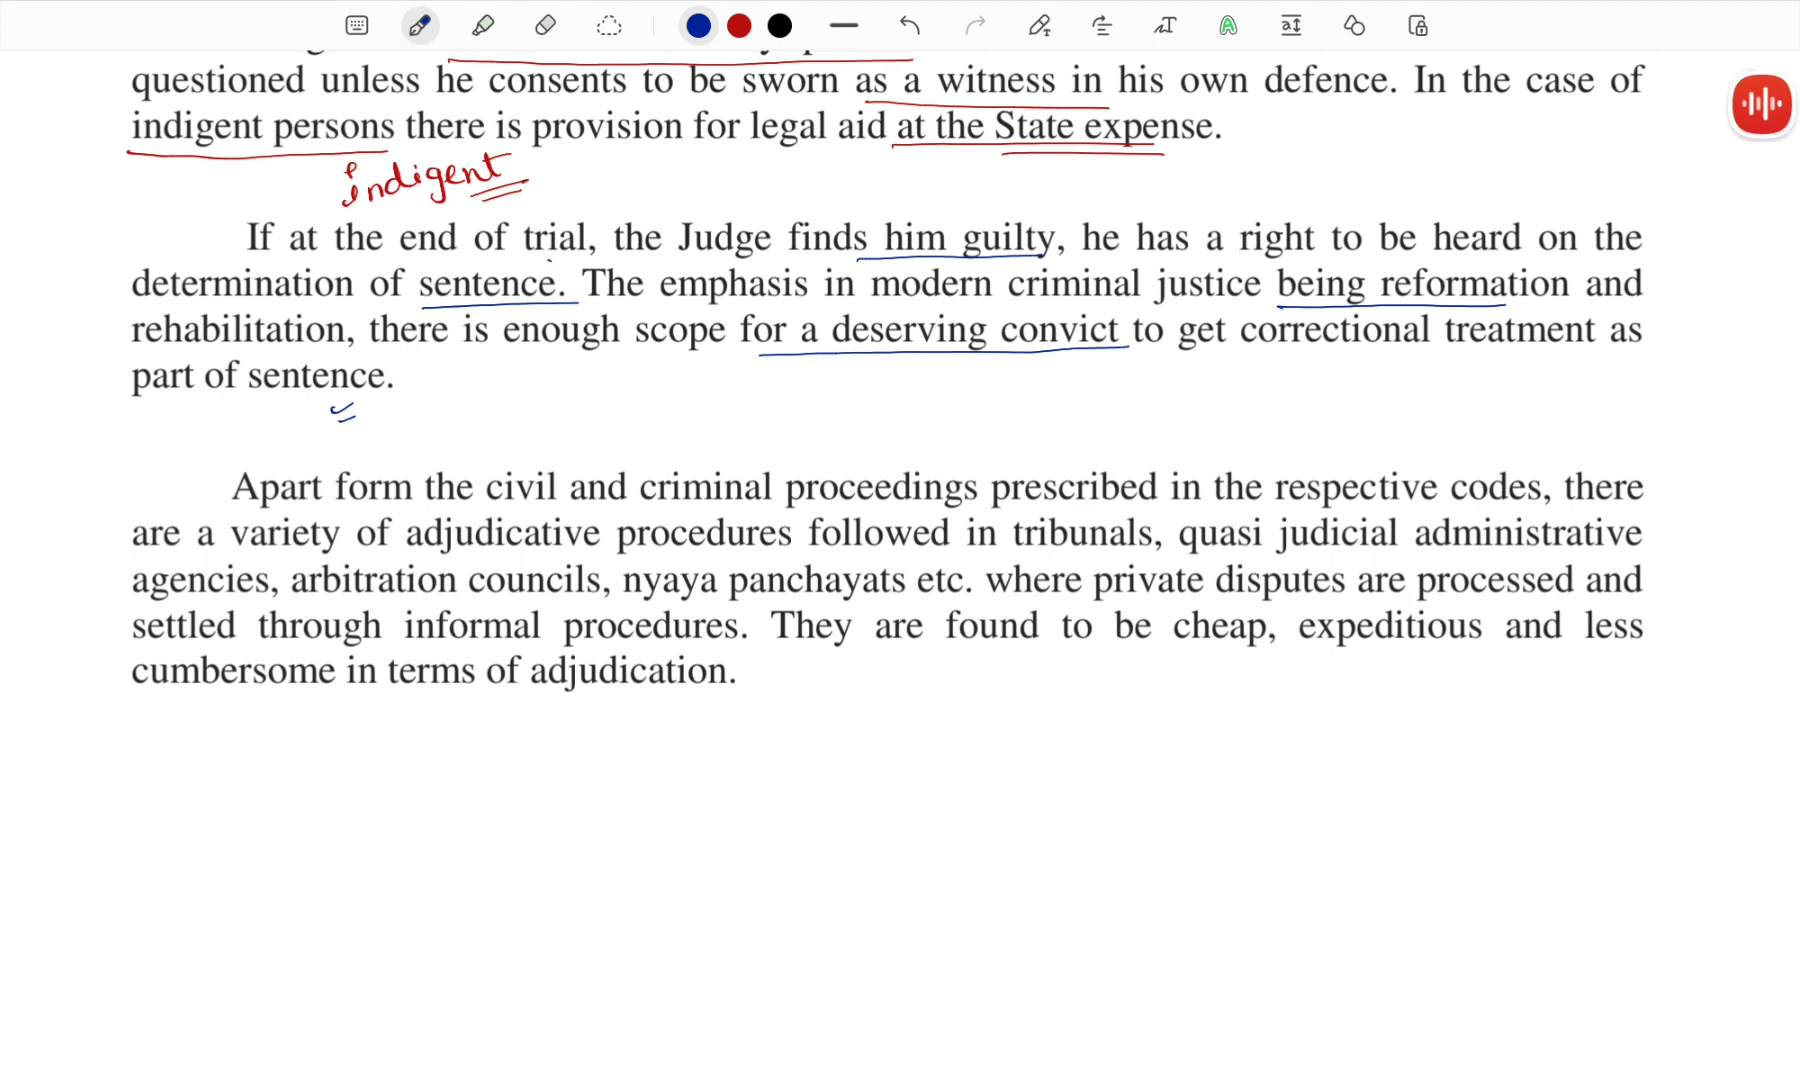 questioned unless he consents to be sworn as a witness in his own defence. In the case of
indigent persons there is provision for legal aid at the State expense.
indigent
If at the end of trial, the Judge finds him guilty, he has a right to be heard on the
determination of sentence. The emphasis in modern criminal justice being reformation and
rehabilitation, there is enough scope for a deserving convict to get correctional treatment as
part of sentence.
Apart form the civil and criminal proceedings prescribed in the respective codes, there
are a variety of adjudicative procedures followed in tribunals, quasi judicial administrative
agencies, arbitration councils, nyaya panchayats etc. where private disputes are processed and
settled through informal procedures. They are found to be cheap, expeditious and less
cumbersome in terms of adjudication.